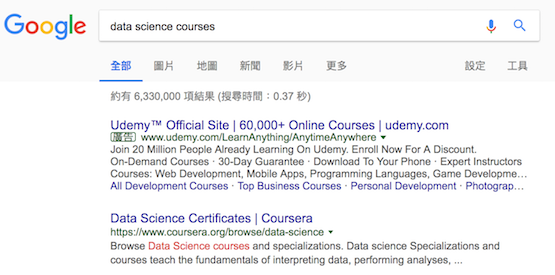 Google
data science courses
全部 圖片 地圖 新聞 影片 更多 設定 工具
約有 6,330,000 項結果 (搜尋時間:0.37 秒)
Udemy™ Official Site | 60,000+ Online Courses | udemy.com
廣告 www.udemy.com/LearnAnything/AnytimeAnywhere
Join 20 Million People Already Learning On Udemy. Enroll Now For A Discount.
On-Demand Courses · 30-Day Guarantee · Download To Your Phone · Expert Instructors
Courses: Web Development, Mobile Apps, Programming Languages, Game Developme…
All Development Courses · Top Business Courses · Personal Development · Photograp…
Data Science Certificates | Coursera
https://www.coursera.org/browse/data-science
Browse Data Science courses and specializations. Data science Specializations and
courses teach the fundamentals of interpreting data, performing analyses, ...